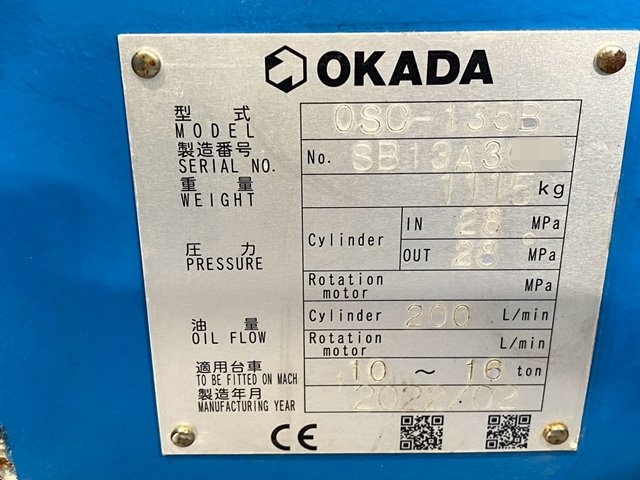 OKADA
型式 OSC-135B
MODEL
製造番号 No. SB13A3
SERIAL NO.
重量 1115 kg
WEIGHT
圧力 Cylinder IN 28 MPa
PRESSURE OUT 28 MPa
Rotation motor MPa
油量 Cylinder 200 L/min
OIL FLOW Rotation motor L/min
適用台車 10 ～ 16 ton
TO BE FITTED ON MACH
製造年月 2022/02
MANUFACTURING YEAR
CE